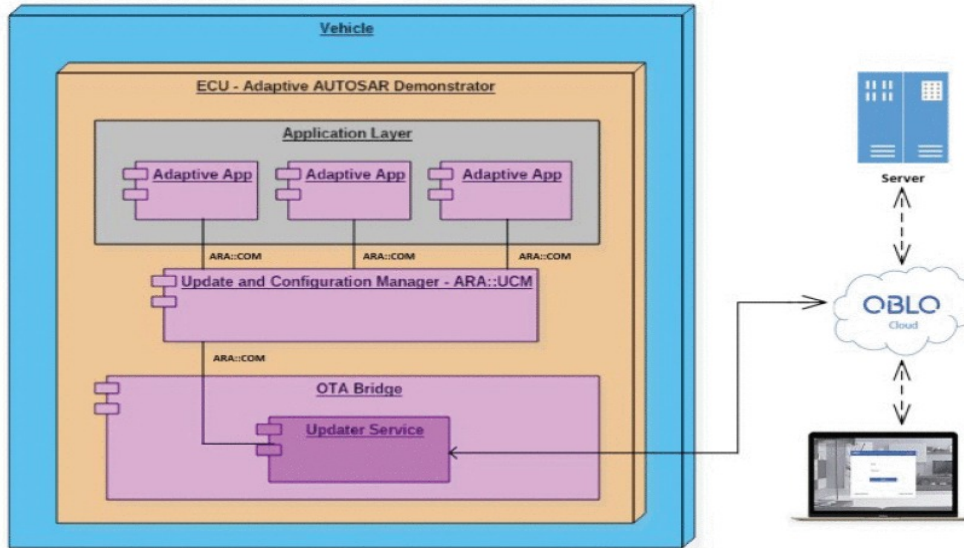 Vehicle
ECU - Adaptive AUTOSAR Demonstrator
Application Layer
Adaptive App
Adaptive App
Adaptive App
ARA::COM
ARA::COM
ARA::COM
Update and Configuration Manager - ARA::UCM
ARA::COM
OTA Bridge
Updater Service
Server
OBLO
Cloud